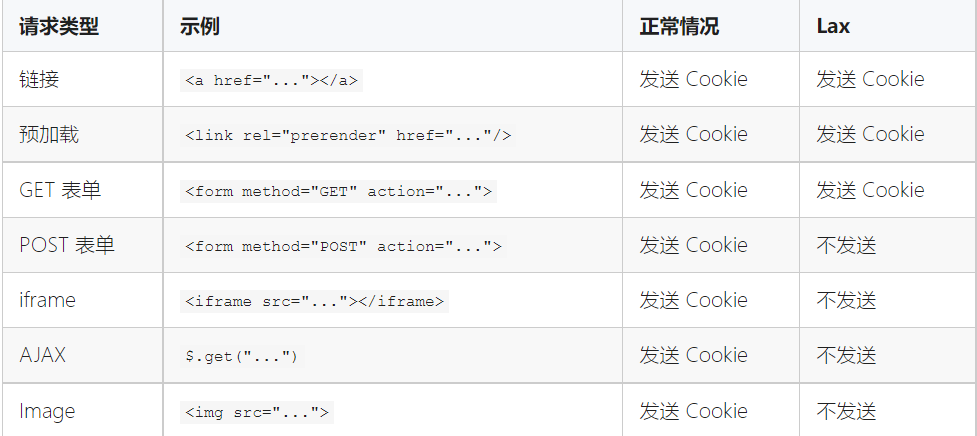 请求类型 示例 正常情况 Lax
链接 <a href="..."></a> 发送 Cookie 发送 Cookie
预加载 <link rel="prerender" href="..."/> 发送 Cookie 发送 Cookie
GET 表单 <form method="GET" action="..."> 发送 Cookie 发送 Cookie
POST 表单 <form method="POST" action="..."> 发送 Cookie 不发送
iframe <iframe src="..."></iframe> 发送 Cookie 不发送
AJAX $.get("...") 发送 Cookie 不发送
Image <img src="..."> 发送 Cookie 不发送